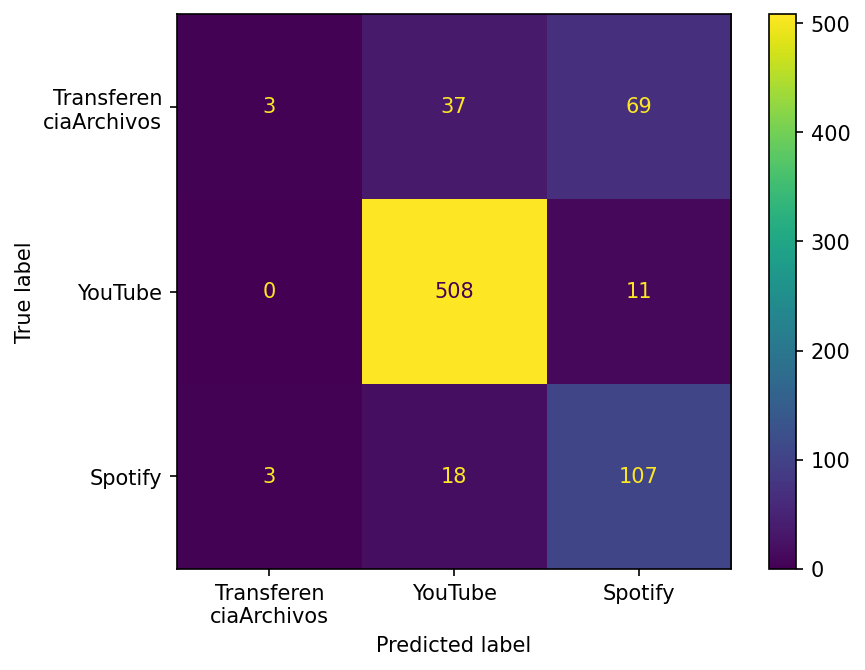 Transferen
ciaArchivos
3
37
69
YouTube
0
508
11
Spotify
3
18
107
Transferen
ciaArchivos
YouTube
Spotify
Predicted label
True label
500
400
300
200
100
0